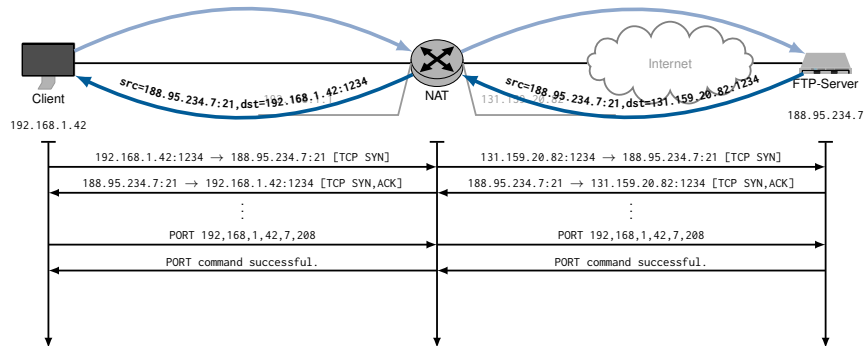 Internet
src=188.95.234.7:21,dst=192.168.1.42:1234
src=188.95.234.7:21,dst=131.159.20.82:1234
131.159.20.82
Client
NAT
FTP-Server
192.168.1.42
188.95.234.7
192.168.1.42:1234 → 188.95.234.7:21 [TCP SYN]
131.159.20.82:1234 → 188.95.234.7:21 [TCP SYN]
188.95.234.7:21 → 192.168.1.42:1234 [TCP SYN,ACK]
188.95.234.7:21 → 131.159.20.82:1234 [TCP SYN,ACK]
PORT 192,168,1,42,7,208
PORT 192,168,1,42,7,208
PORT command successful.
PORT command successful.